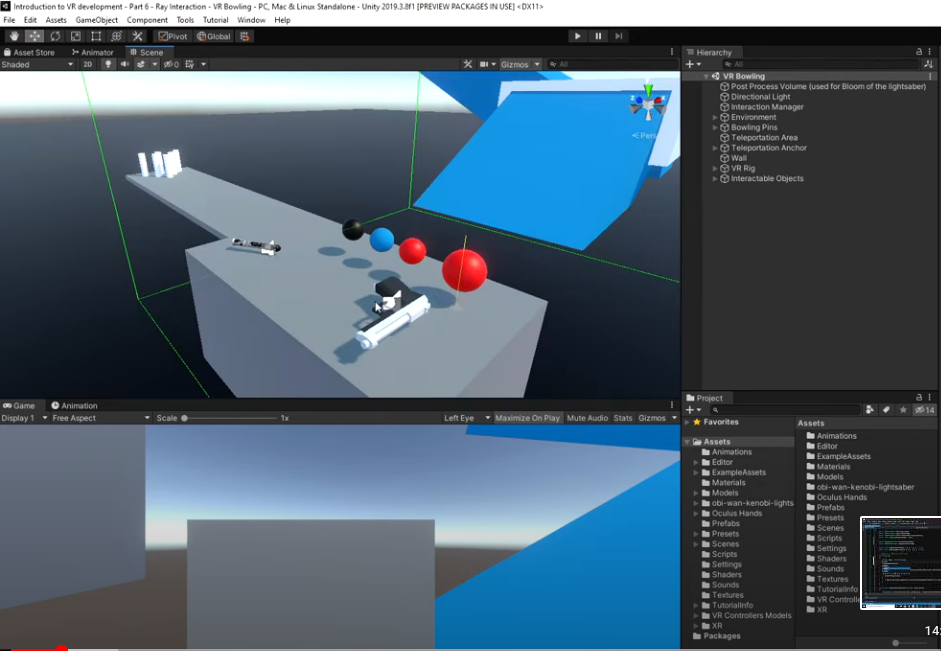 Introduction to VR development - Part 6 - Ray Interaction - VR Bowling - PC, Mac & Linux Standalone - Unity 2019.3.8f1 [PREVIEW PACKAGES IN USE] <DX11>
File Edit Assets GameObject Component Tools Tutorial Window Help
Pivot Global
Asset Store Animator Scene
Shaded 2D 0 Gizmos All
Persp
Hierarchy
All
VR Bowling
Post Process Volume (used for Bloom of the lightsaber)
Directional Light
Interaction Manager
Environment
Bowling Pins
Teleportation Area
Teleportation Anchor
Wall
VR Rig
Interactable Objects
Game Animation
Display 1 Free Aspect Scale 1x Left Eye Maximize On Play Mute Audio Stats Gizmos
Project
14
Favorites
Assets
Animations
Editor
ExampleAssets
Materials
Models
obi-wan-kenobi-lights
Oculus Hands
Prefabs
Presets
Scenes
Scripts
Settings
Shaders
Sounds
Textures
TutorialInfo
VR Controllers Models
XR
Packages
Assets
Animations
Editor
ExampleAssets
Materials
Models
obi-wan-kenobi-lightsaber
Oculus Hands
Prefabs
Presets
Scenes
Scripts
Settings
Shaders
Sounds
Textures
TutorialInfo
VR Controlle
XR
14: